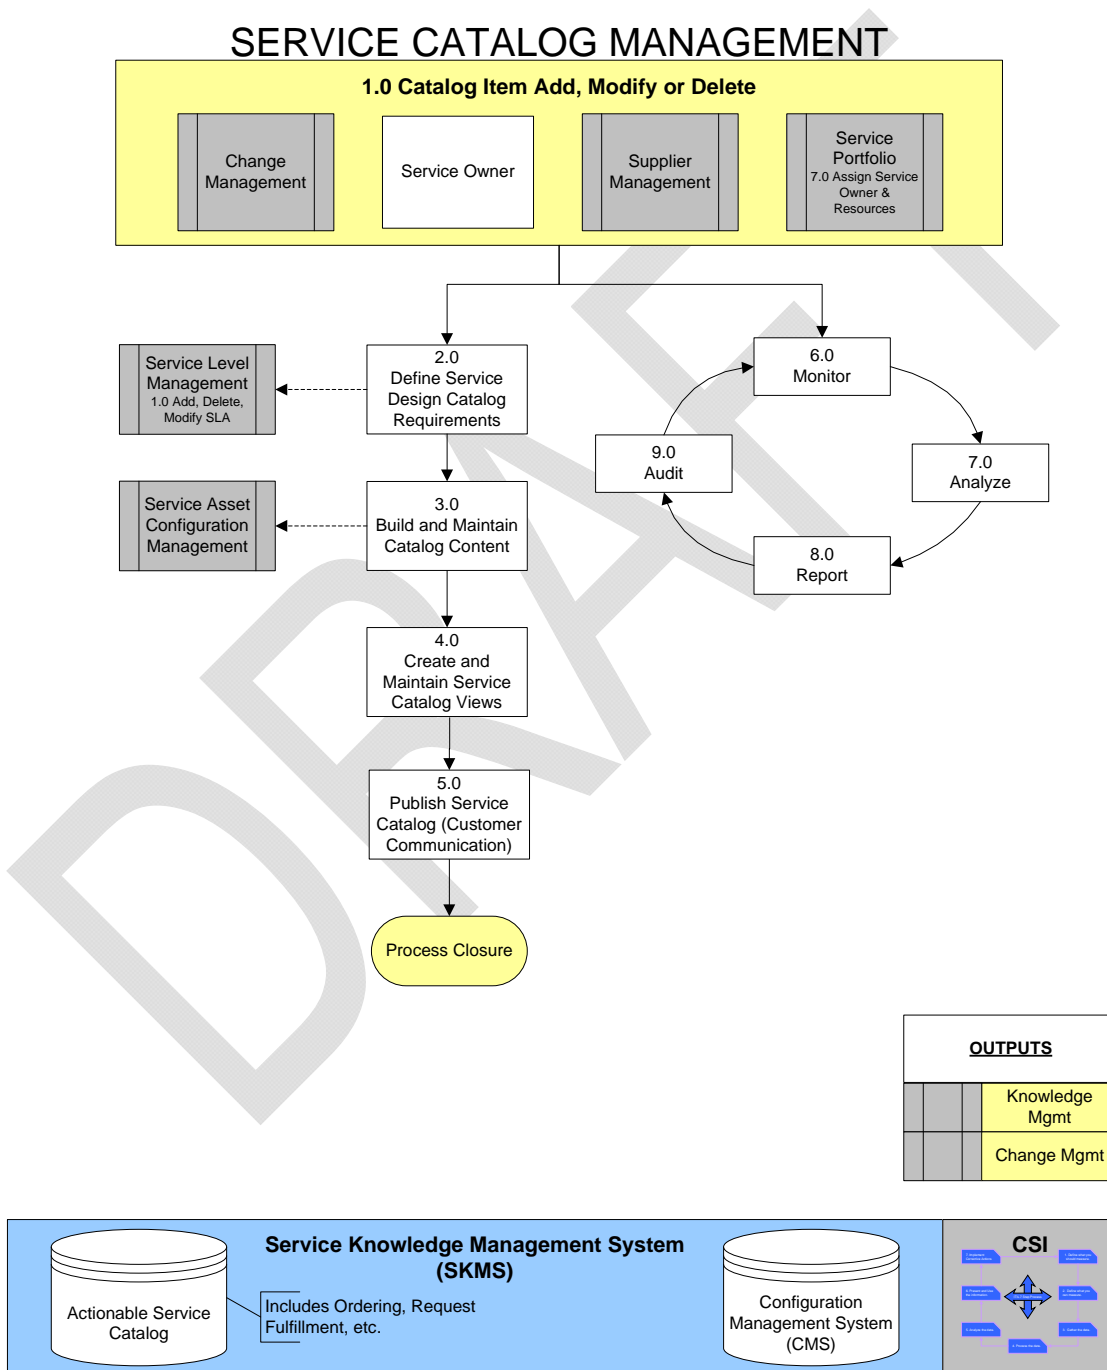 SERVICE CATALOG MANAGEMENT
1.0 Catalog Item Add, Modify or Delete
Change
Management
Service Owner
Supplier
Management
Service
Portfolio
7.0 Assign Service
Owner &
Resources
Service Level
Management
1.0 Add, Delete,
Modify SLA
2.0
Define Service
Design Catalog
Requirements
6.0
Monitor
9.0
Audit
7.0
Analyze
Service Asset
Configuration
Management
3.0
Build and Maintain
Catalog Content
8.0
Report
4.0
Create and
Maintain Service
Catalog Views
5.0
Publish Service
Catalog (Customer
Communication)
Process Closure
DRAFT
OUTPUTS
Knowledge
Mgmt
Change Mgmt
Service Knowledge Management System
(SKMS)
Actionable Service
Catalog
Includes Ordering, Request
Fulfillment, etc.
Configuration
Management System
(CMS)
CSI